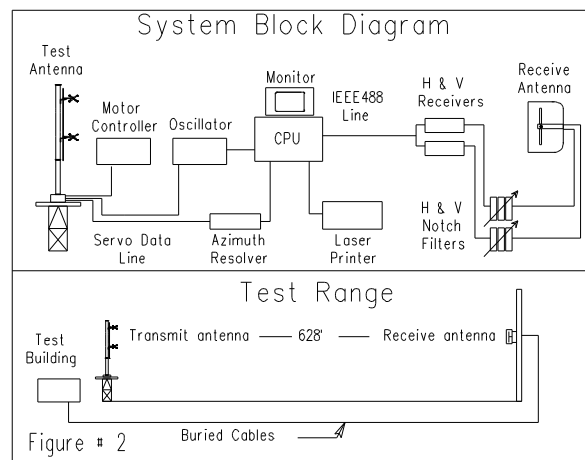 System Block Diagram
Test
Antenna
Motor
Controller
Oscillator
Monitor
CPU
IEEE488
Line
H & V
Receivers
Receive
Antenna
Servo Data
Line
Azimuth
Resolver
Laser
Printer
H & V
Notch
Filters
Test Range
Test
Building
Transmit antenna
628'
Receive antenna
Buried Cables
Figure # 2